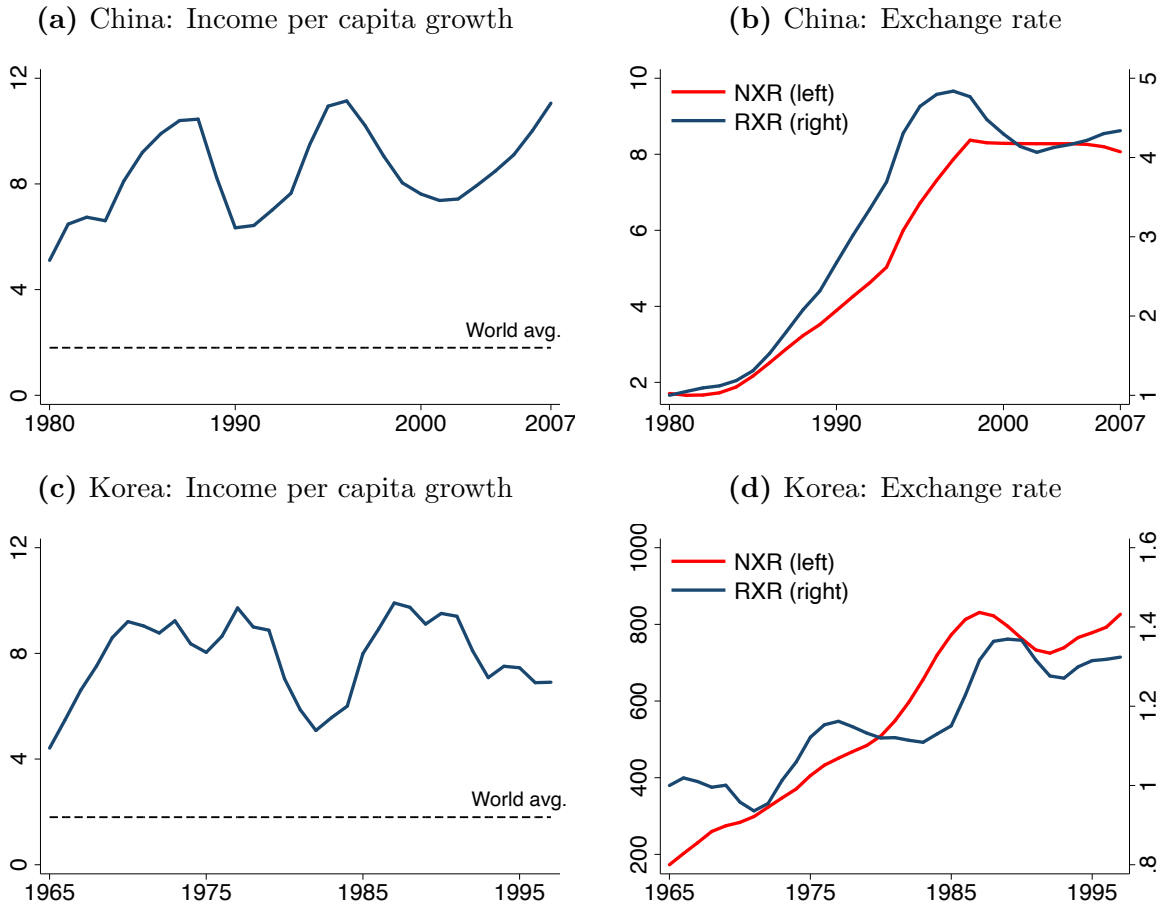 (a) China: Income per capita growth
12
8
4
0
World avg.
1980 1990 2000 2007
(b) China: Exchange rate
10
8
6
4
2
NXR (left)
RXR (right)
5
4
3
2
1
1980 1990 2000 2007
(c) Korea: Income per capita growth
12
8
4
0
World avg.
1965 1975 1985 1995
(d) Korea: Exchange rate
1000
800
600
400
200
NXR (left)
RXR (right)
1.6
1.4
1.2
1
.8
1965 1975 1985 1995